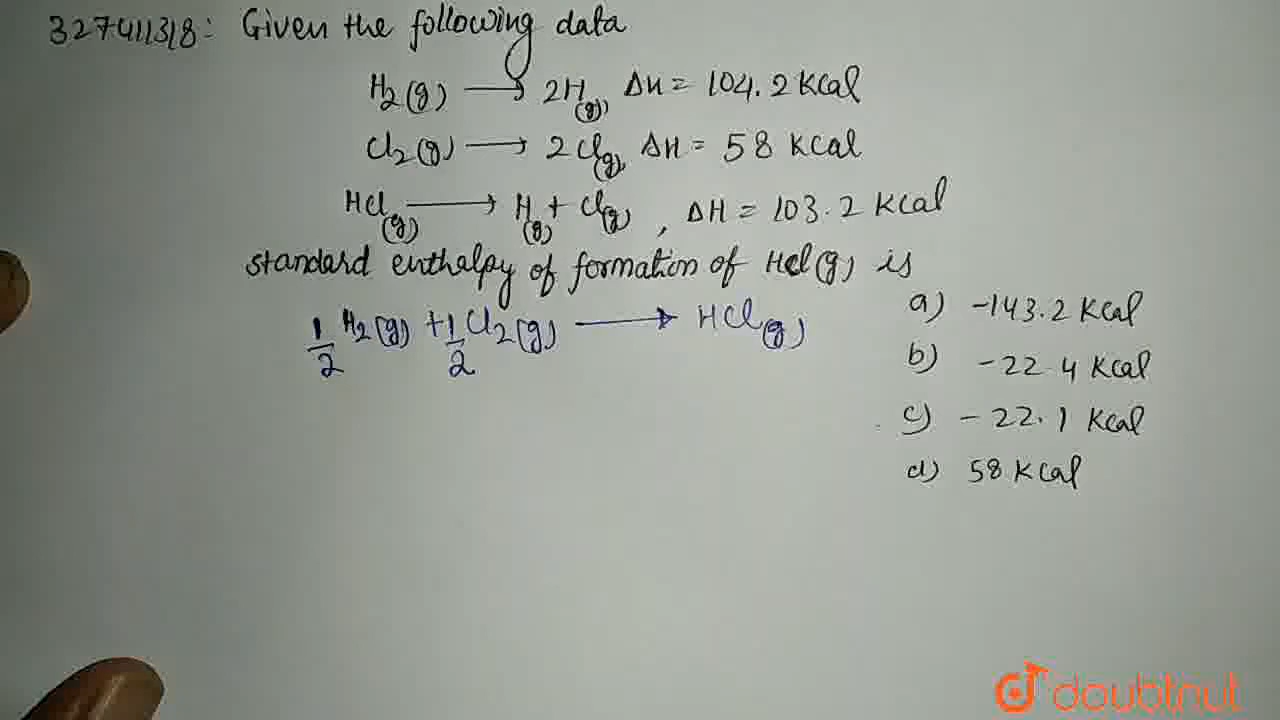 327411318: Given the following data
H2(g) → 2H(g), ΔH = 104.2 KCal
Cl2(g) → 2Cl(g), ΔH = 58 KCal
HCl(g) → H(g) + Cl(g), ΔH = 103.2 KCal
standard enthalpy of formation of HCl(g) is
1/2 H2(g) + 1/2 Cl2(g) → HCl(g)
a) -143.2 KCal
b) -22.4 KCal
c) -22.1 KCal
d) 58 KCal
doubtnut